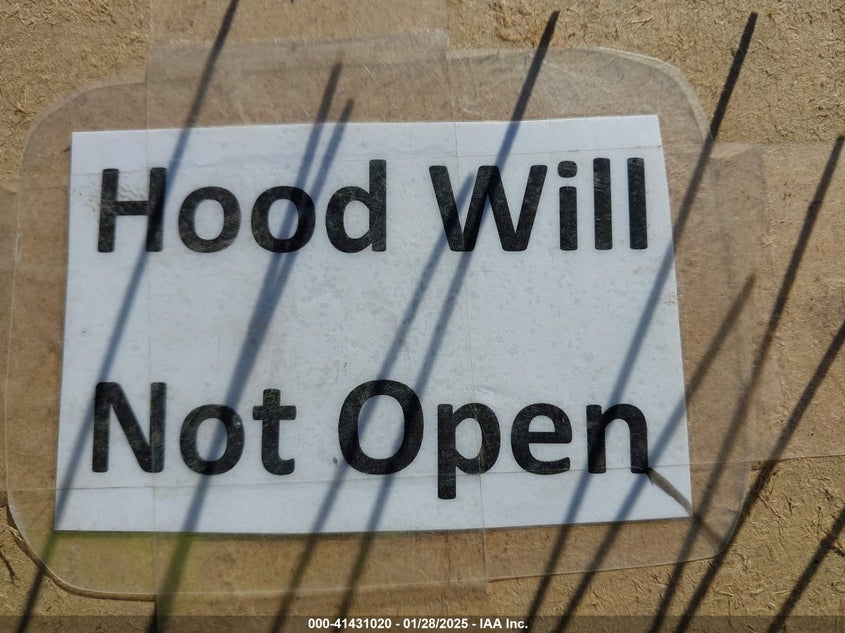 Hood Will
Not Open
000-41431020 — 01/28/2025 - IAA Inc.